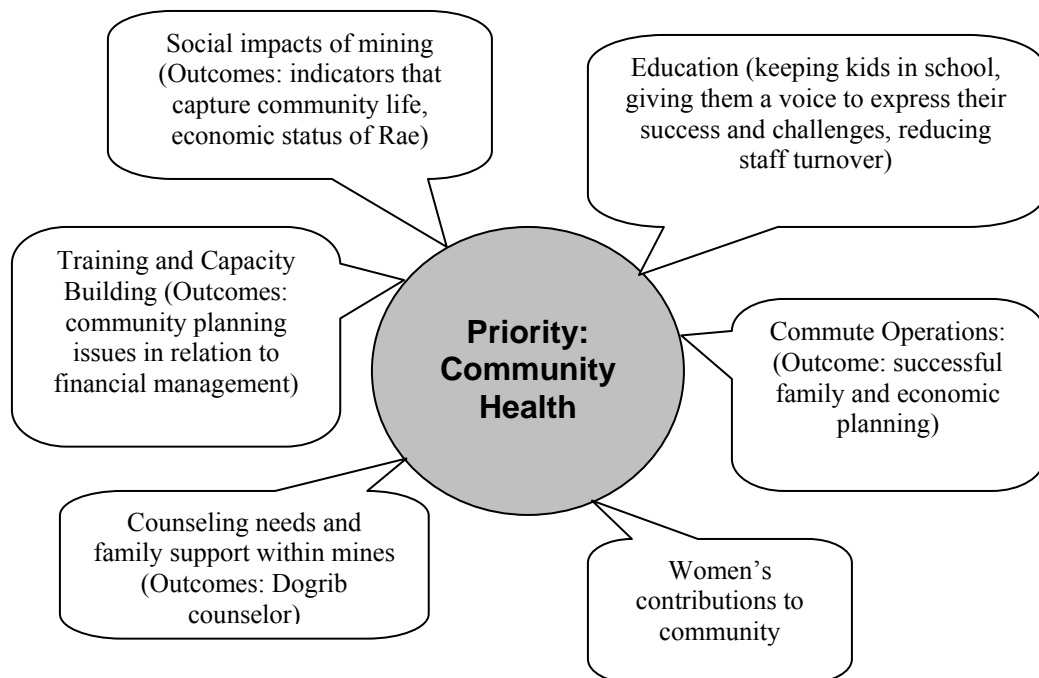 Social impacts of mining
(Outcomes: indicators that
capture community life,
economic status of Rae)
Education (keeping kids in school,
giving them a voice to express their
success and challenges, reducing
staff turnover)
Training and Capacity
Building (Outcomes:
community planning
issues in relation to
financial management)
Priority:
Community
Health
Commute Operations:
(Outcome: successful
family and economic
planning)
Counseling needs and
family support within mines
(Outcomes: Dogrib
counselor)
Women’s
contributions to
community